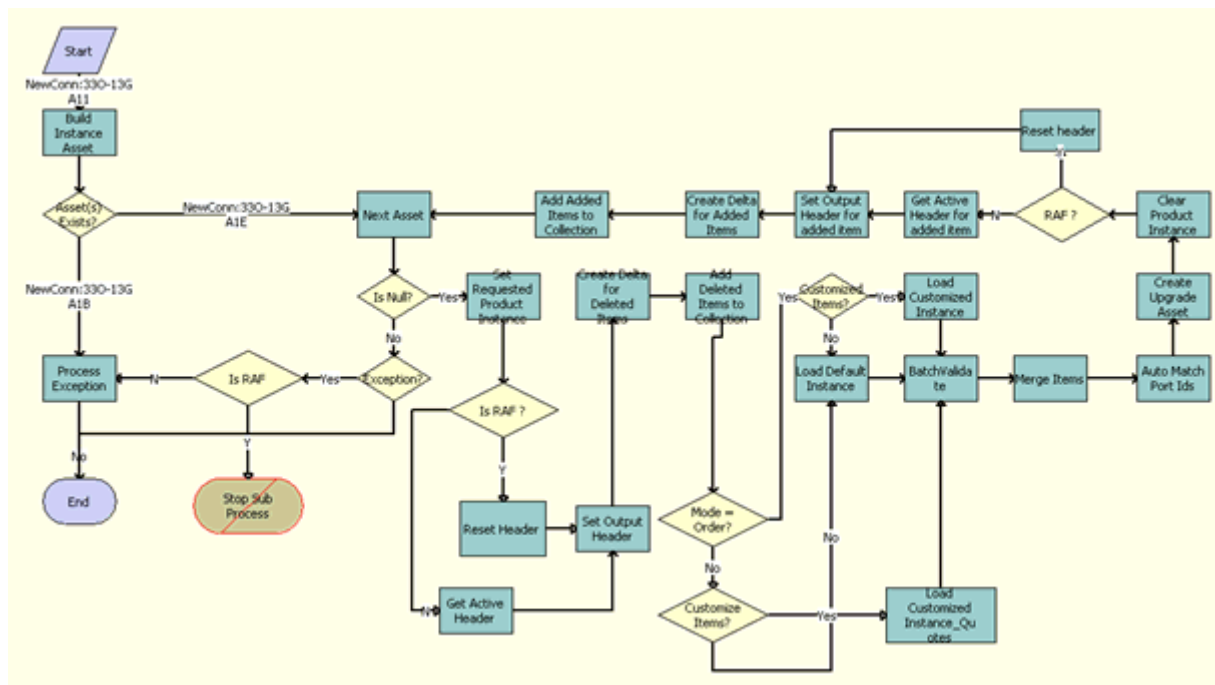 Start
NewConn:33O-13G
A11
Build
Instance
Asset
Asset(s)
Exists?
NewConn:33O-13G
A1E
NewConn:33O-13G
A1B
Next Asset
Add Added
Items to
Collection
Create Delta
for Added
Items
Set Output
Header for
added item
Get Active
Header for
added item
N
RAF ?
Reset header
Clear
Product
Instance
Is Null?
Yes
Set
Requested
Product
Instance
Create Delta
for
Deleted
Items
Add
Deleted
Items to
Collection
Yes
Customized
Items?
Yes
Load
Customized
Instance
Create
Upgrade
Asset
No
No
Process
Exception
N
Is RAF
Yes
Exception?
Load Default
Instance
BatchValida
te
Merge Items
Auto Match
Port Ids
Is RAF ?
Y
No
Y
End
Stop Sub
Process
Reset Header
Set Output
Header
Mode =
Order?
No
No
N
Get Active
Header
Customize
Items?
Yes
Load
Customized
Instance_Qu
otes